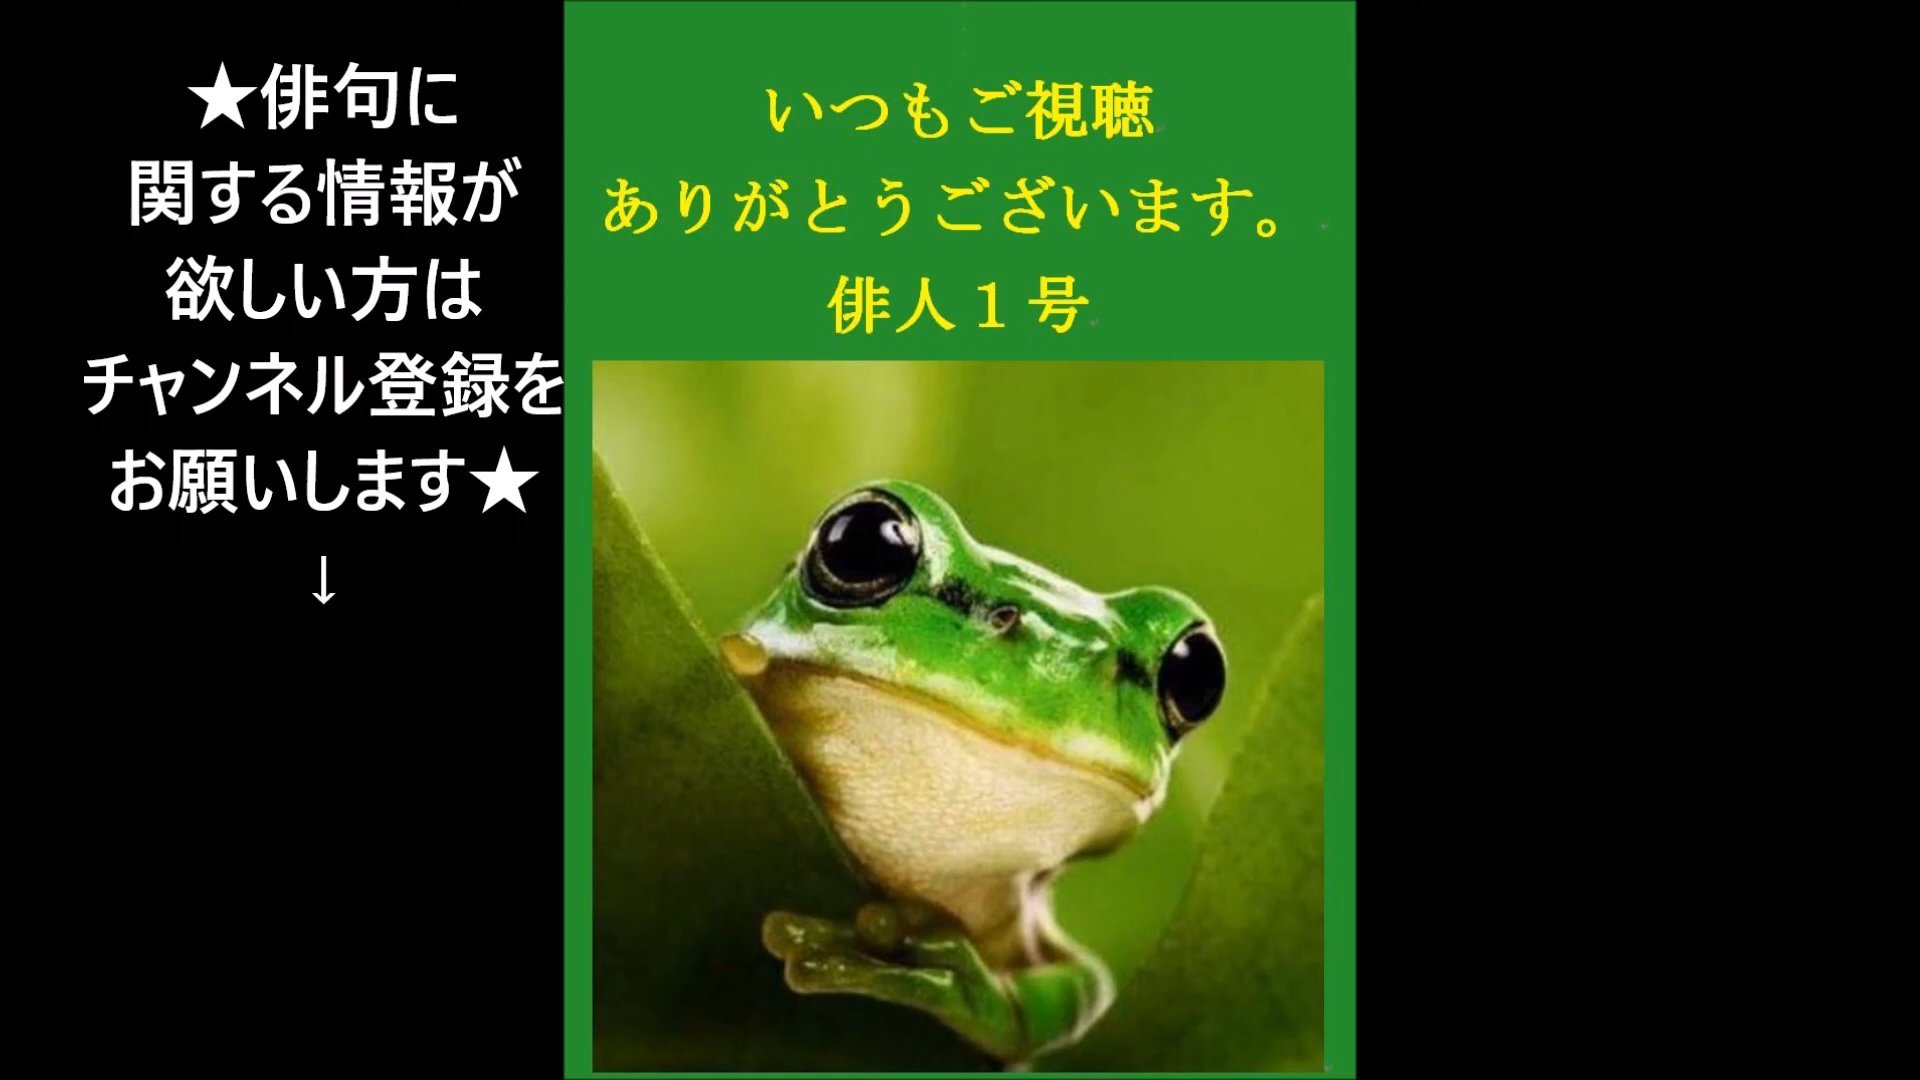 ★俳句に
関する情報が
欲しい方は
チャンネル登録を
お願いします★
↓
いつもご視聴
ありがとうございます。
俳人１号